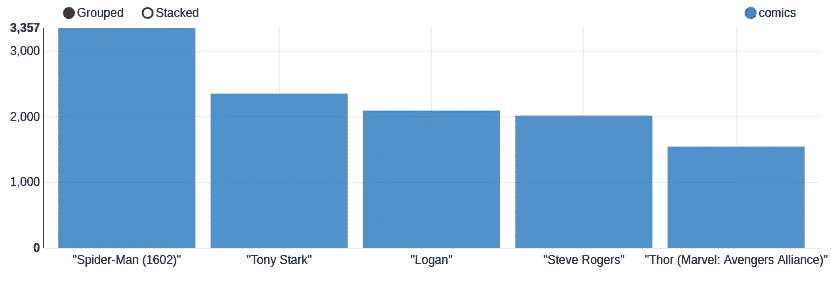 Grouped Stacked comics
3,357
3,000
2,000
1,000
0
"Spider-Man (1602)" "Tony Stark" "Logan" "Steve Rogers" "Thor (Marvel: Avengers Alliance)"